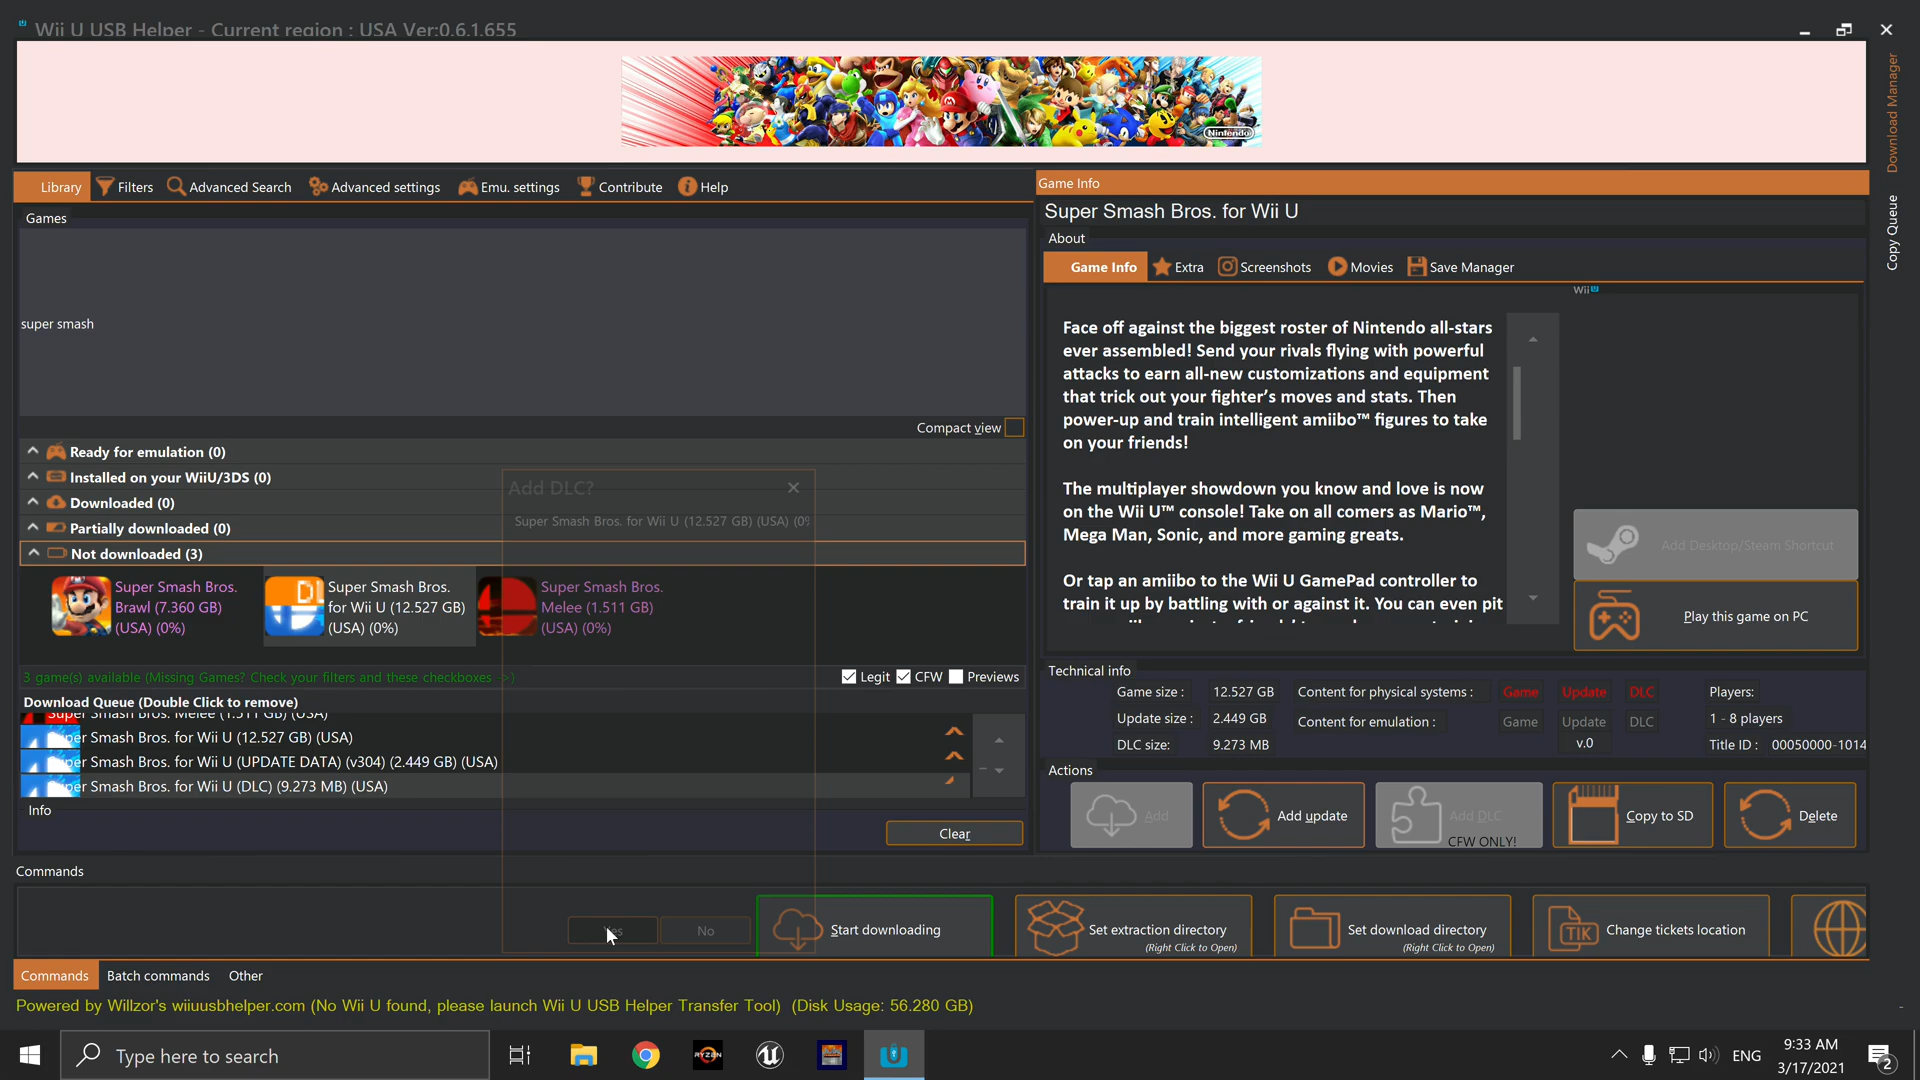 Wii U USB Helper - Current region : USA Ver:0.6.1.655
Nintendo
Download Manager
Copy Queue
Library
Filters
Advanced Search
Advanced settings
Emu. settings
Contribute
Help
Games
super smash
Compact view
Ready for emulation (0)
Installed on your WiiU/3DS (0)
Downloaded (0)
Partially downloaded (0)
Not downloaded (3)
Add DLC?
Super Smash Bros. for Wii U (12.527 GB) (USA) (0%
Super Smash Bros.
Brawl (7.360 GB)
(USA) (0%)
Super Smash Bros.
for Wii U (12.527 GB)
(USA) (0%)
Super Smash Bros.
Melee (1.511 GB)
(USA) (0%)
3 game(s) available (Missing Games? Check your filters and these checkboxes ->)
Legit
CFW
Previews
Download Queue (Double Click to remove)
Super Smash Bros. Melee (1.511 GB) (USA)
per Smash Bros. for Wii U (12.527 GB) (USA)
per Smash Bros. for Wii U (UPDATE DATA) (v304) (2.449 GB) (USA)
per Smash Bros. for Wii U (DLC) (9.273 MB) (USA)
Info
Clear
Game Info
Super Smash Bros. for Wii U
About
Game Info
Extra
Screenshots
Movies
Save Manager
Wii U
Face off against the biggest roster of Nintendo all-stars
ever assembled! Send your rivals flying with powerful
attacks to earn all-new customizations and equipment
that trick out your fighter's moves and stats. Then
power-up and train intelligent amiibo™ figures to take
on your friends!
The multiplayer showdown you know and love is now
on the Wii U™ console! Take on all comers as Mario™,
Mega Man, Sonic, and more gaming greats.
Or tap an amiibo to the Wii U GamePad controller to
train it up by battling with or against it. You can even pit
Add Desktop/Steam Shortcut
Play this game on PC
Technical info
Game size : 12.527 GB
Update size : 2.449 GB
DLC size: 9.273 MB
Content for physical systems : Game Update DLC
Content for emulation : Game Update DLC
v.0
Players:
1 - 8 players
Title ID : 00050000-1014
Actions
Add
Add update
Add DLC
CFW ONLY!
Copy to SD
Delete
Commands
Yes
No
Start downloading
Set extraction directory
(Right Click to Open)
Set download directory
(Right Click to Open)
TIK
Change tickets location
Commands
Batch commands
Other
Powered by Willzor's wiiuusbhelper.com (No Wii U found, please launch Wii U USB Helper Transfer Tool) (Disk Usage: 56.280 GB)
Type here to search
RYZEN
ENG
9:33 AM
3/17/2021
2